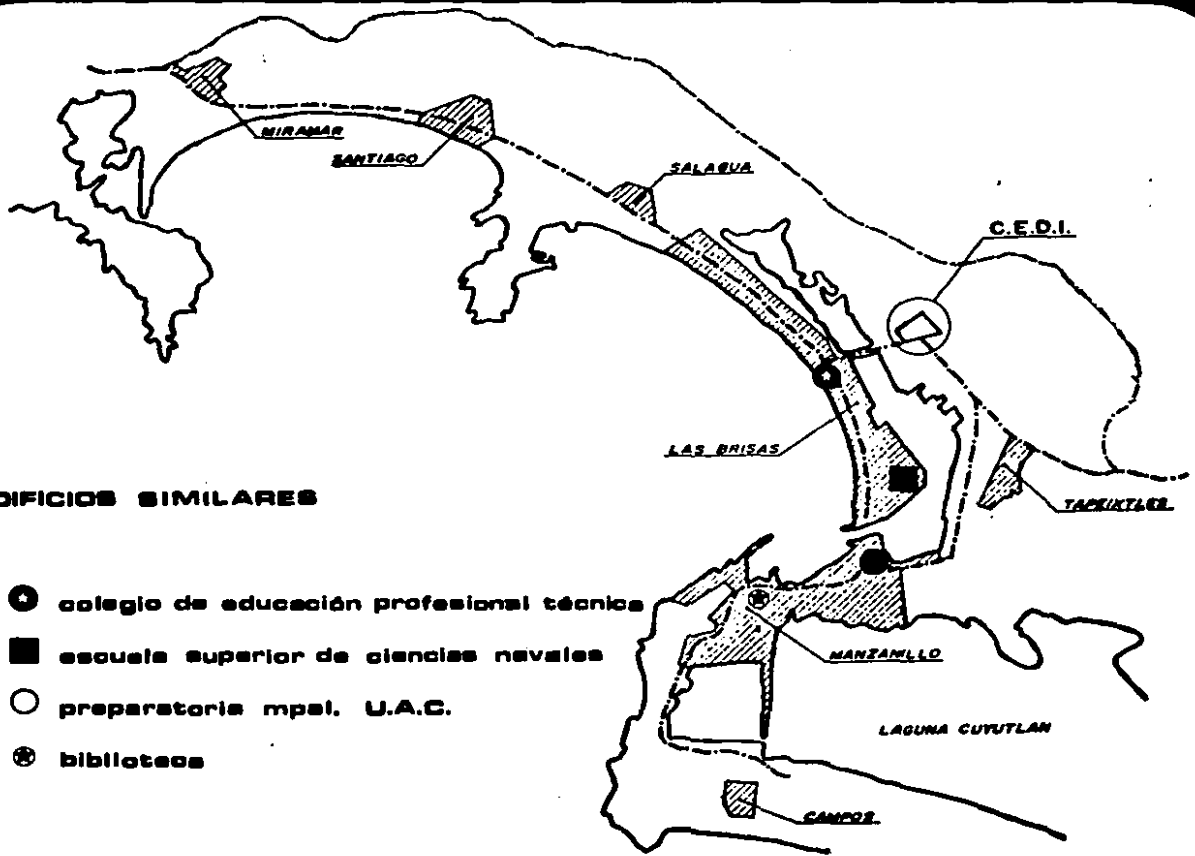 MIRAMAR
SANTIAGO
SALAGUA
C.E.D.I.
LAS BRISAS
TAPEIXTLES
DIFICIOS SIMILARES
colegio de educación profesional técnica
escuela superior de ciencias navales
preparatoria mpal. U.A.C.
biblioteca
MANZANILLO
LAGUNA CUYUTLAN
CAMPOS